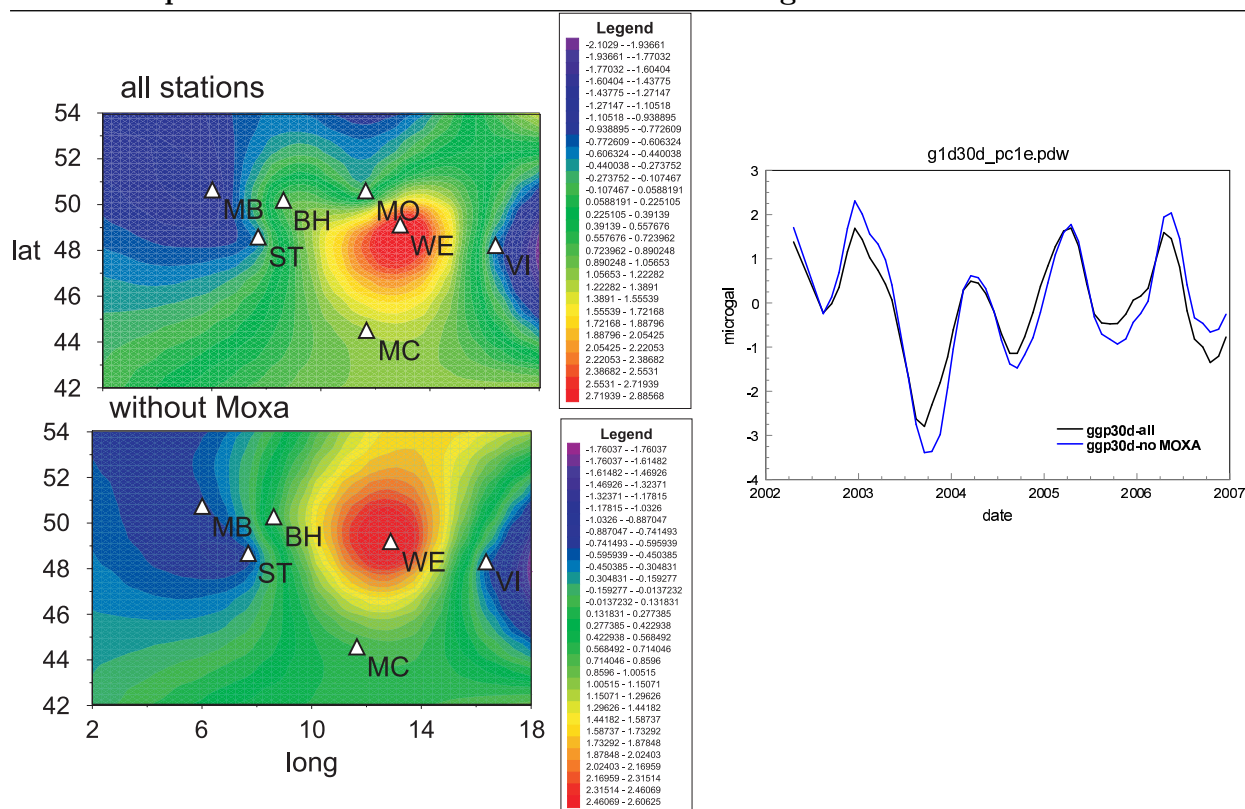 all stations
54
52
50
48
46
44
42
lat
MB
BH
MO
ST
WE
VI
MC
Legend
-2.1029 - -1.93661
-1.93661 - -1.77032
-1.77032 - -1.60404
-1.60404 - -1.43775
-1.43775 - -1.27147
-1.27147 - -1.10518
-1.10518 - -0.938895
-0.938895 - -0.772609
-0.772609 - -0.606324
-0.606324 - -0.440038
-0.440038 - -0.273752
-0.273752 - -0.107467
-0.107467 - 0.0588191
0.0588191 - 0.225105
0.225105 - 0.39139
0.39139 - 0.557676
0.557676 - 0.723962
0.723962 - 0.890248
0.890248 - 1.05653
1.05653 - 1.22282
1.22282 - 1.3891
1.3891 - 1.55539
1.55539 - 1.72168
1.72168 - 1.88796
1.88796 - 2.05425
2.05425 - 2.22053
2.22053 - 2.38682
2.38682 - 2.5531
2.5531 - 2.71939
2.71939 - 2.88568
without Moxa
54
52
50
48
46
44
42
2
6
10
14
18
long
MB
BH
ST
WE
VI
MC
Legend
-1.76037 - -1.76037
-1.76037 - -1.61482
-1.61482 - -1.46926
-1.46926 - -1.32371
-1.32371 - -1.17815
-1.17815 - -1.0326
-1.0326 - -0.887047
-0.887047 - -0.741493
-0.741493 - -0.595939
-0.595939 - -0.450385
-0.450385 - -0.304831
-0.304831 - -0.159277
-0.159277 - -0.0137232
-0.0137232 - 0.131831
0.131831 - 0.277385
0.277385 - 0.422938
0.422938 - 0.568492
0.568492 - 0.714046
0.714046 - 0.8596
0.8596 - 1.00515
1.00515 - 1.15071
1.15071 - 1.29626
1.29626 - 1.44182
1.44182 - 1.58737
1.58737 - 1.73292
1.73292 - 1.87848
1.87848 - 2.02403
2.02403 - 2.16959
2.16959 - 2.31514
2.31514 - 2.46069
2.46069 - 2.60625
g1d30d_pc1e.pdw
3
2
1
0
-1
-2
-3
-4
microgal
ggp30d-all
ggp30d-no MOXA
2002
2003
2004
2005
2006
2007
date